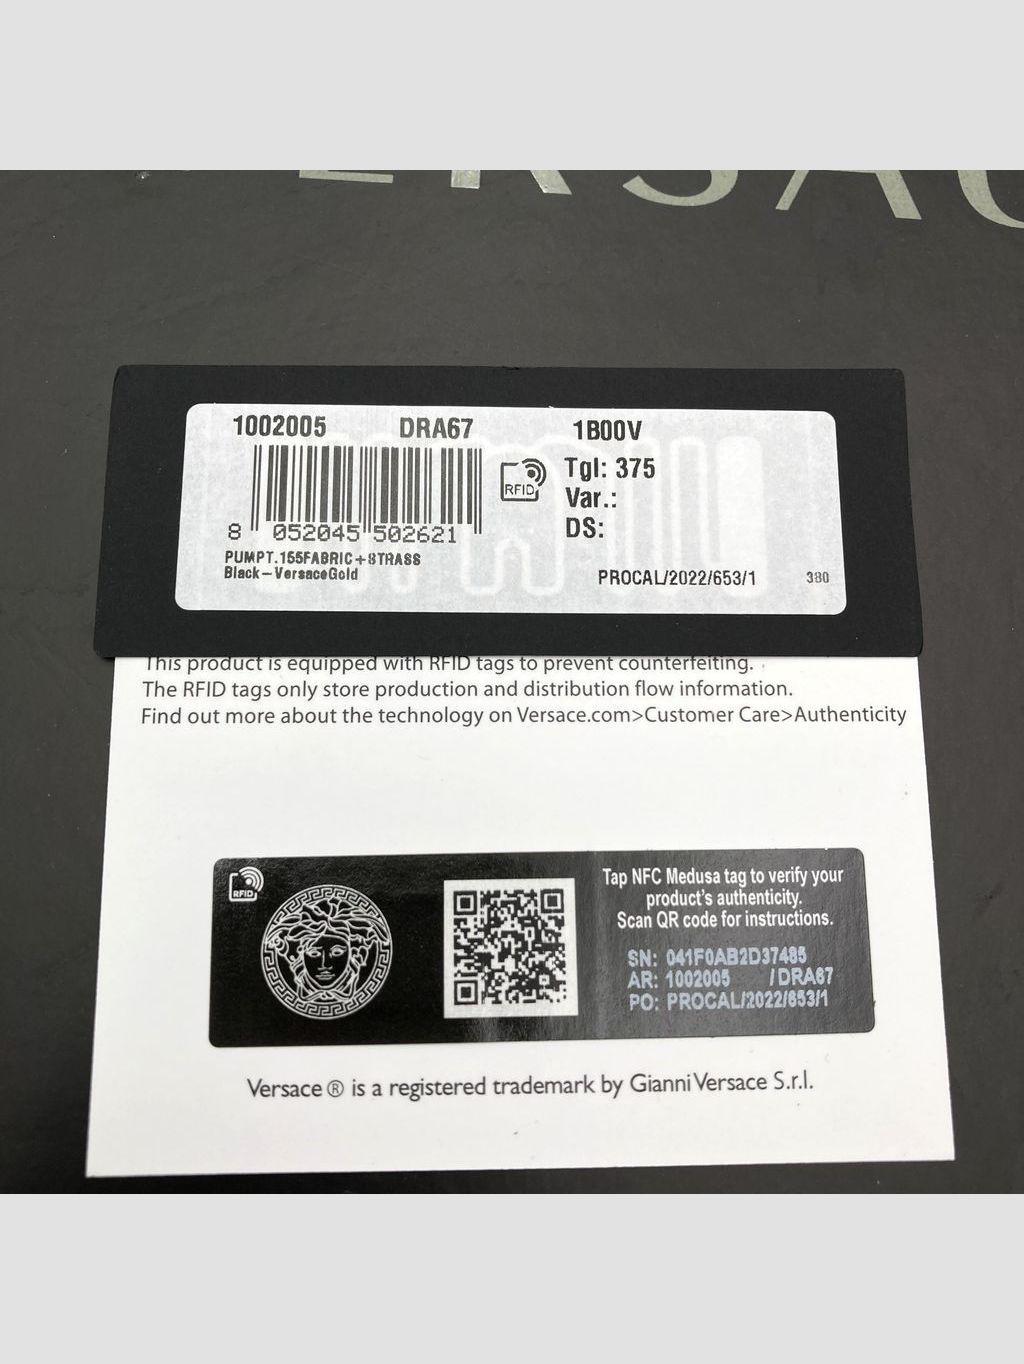 ERSAC
1002005 DRA67 1B00V
RFID
Tgl: 375
Var.:
DS:
8 052045 502621
PUMPT.155FABRIC+STRASS
Black-VersaceGold
PROCAL/2022/653/1 380
This product is equipped with RFID tags to prevent counterfeiting.
The RFID tags only store production and distribution flow information.
Find out more about the technology on Versace.com>Customer Care>Authenticity
RFID
Tap NFC Medusa tag to verify your
product's authenticity.
Scan QR code for instructions.
SN: 041F0AB2D37485
AR: 1002005 /DRA67
PO: PROCAL/2022/653/1
Versace ® is a registered trademark by Gianni Versace S.r.l.